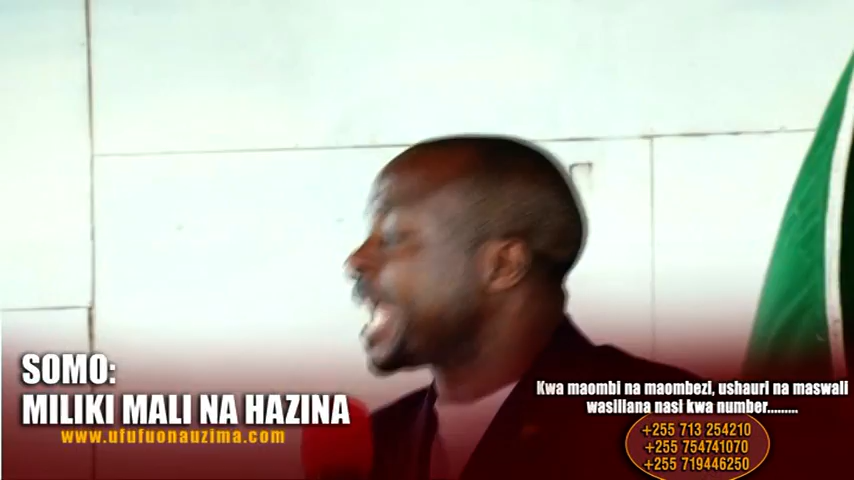 SOMO:
MILIKI MALI NA HAZINA
www.ufufuonauzima.com
Kwa maombi na maombezi, ushauri na maswali
wasiliana nasi kwa number.........
+255 713 254210
+255 754741070
+255 719446250